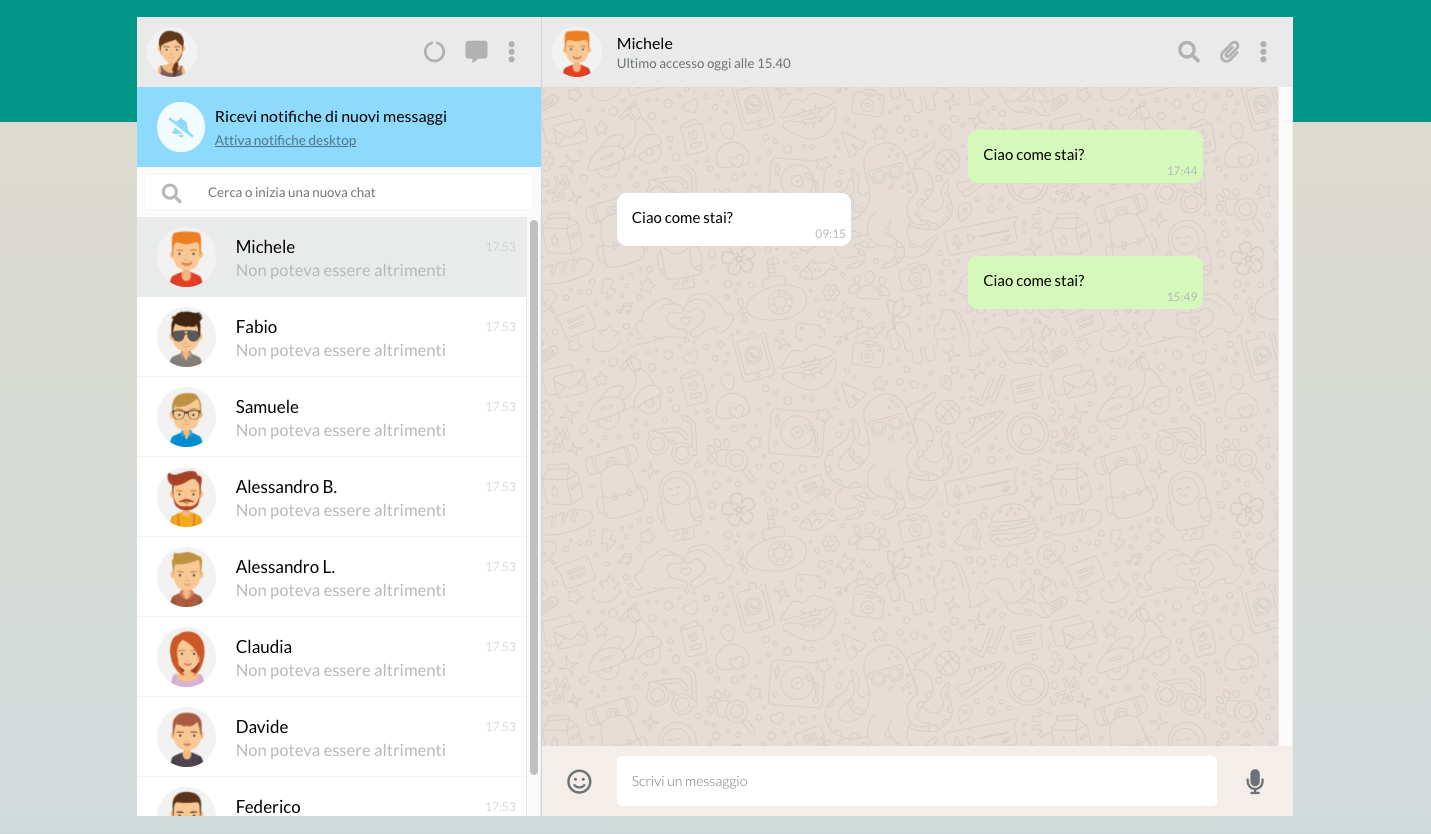 Ricevi notifiche di nuovi messaggi
Attiva notifiche desktop
Cerca o inizia una nuova chat
Michele
17.53
Non poteva essere altrimenti
Fabio
17.53
Non poteva essere altrimenti
Samuele
17.53
Non poteva essere altrimenti
Alessandro B.
17.53
Non poteva essere altrimenti
Alessandro L.
17.53
Non poteva essere altrimenti
Claudia
17.53
Non poteva essere altrimenti
Davide
17.53
Non poteva essere altrimenti
Federico
17:53
Michele
Ultimo accesso oggi alle 15.40
Ciao come stai?
17:44
Ciao come stai?
09:15
Ciao come stai?
15:49
Scrivi un messaggio